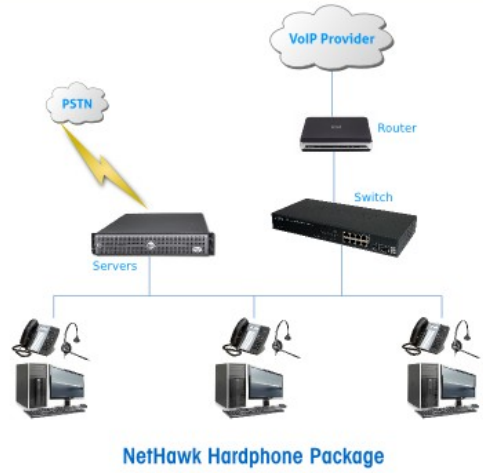 VoIP Provider
PSTN
Router
Switch
Servers
NetHawk Hardphone Package